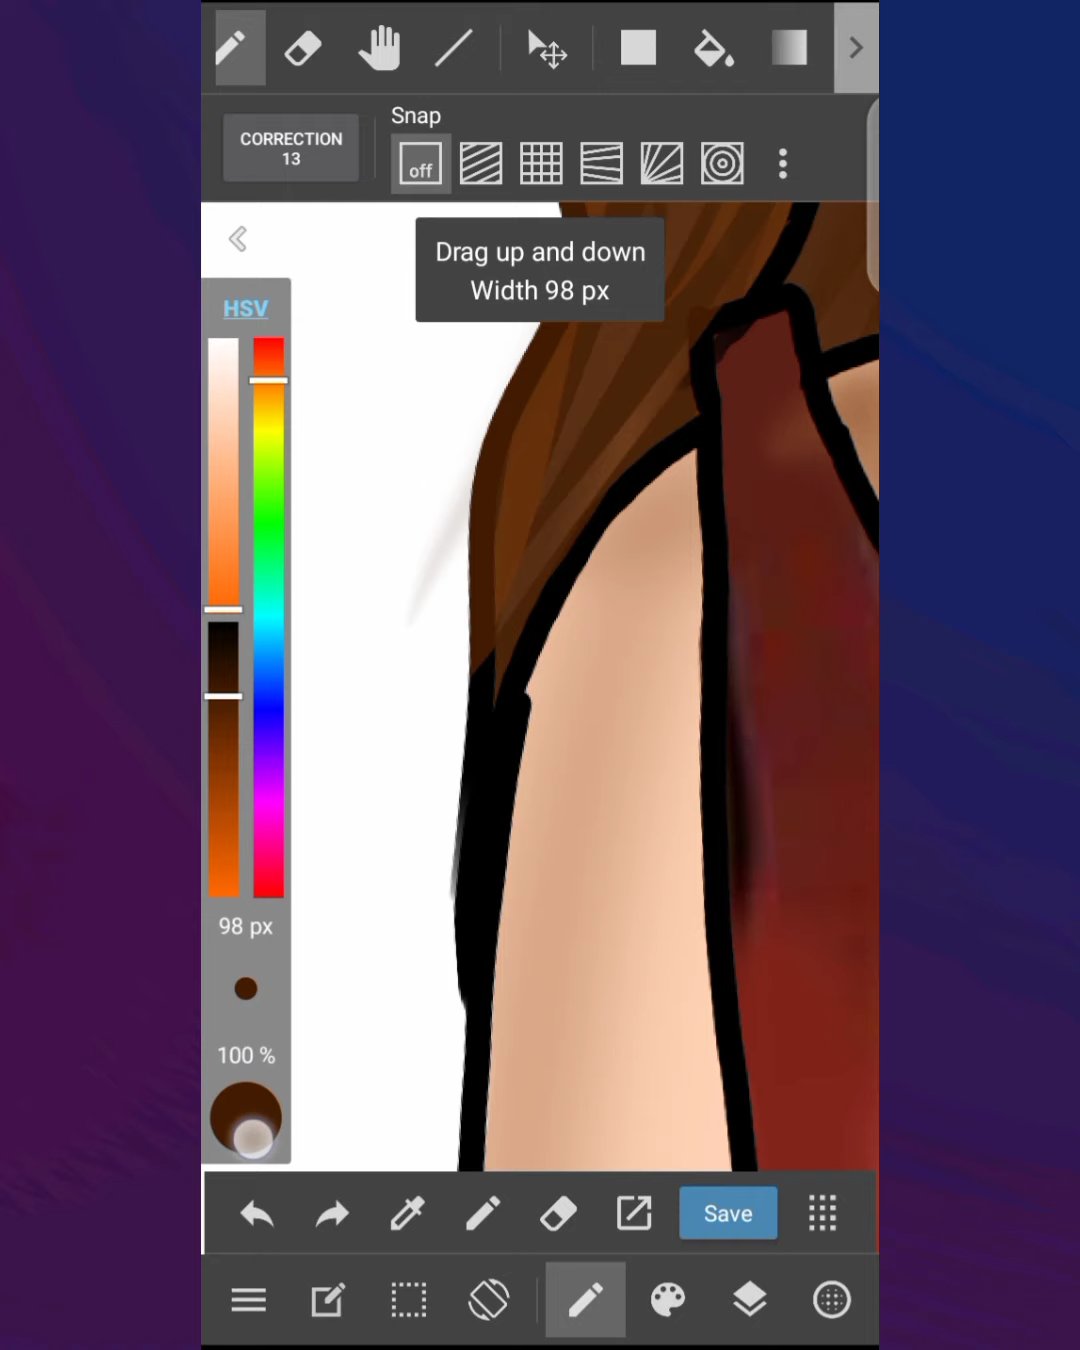 Snap
CORRECTION
13
off
Drag up and down
Width 98 px
HSV
98 px
100 %
Save